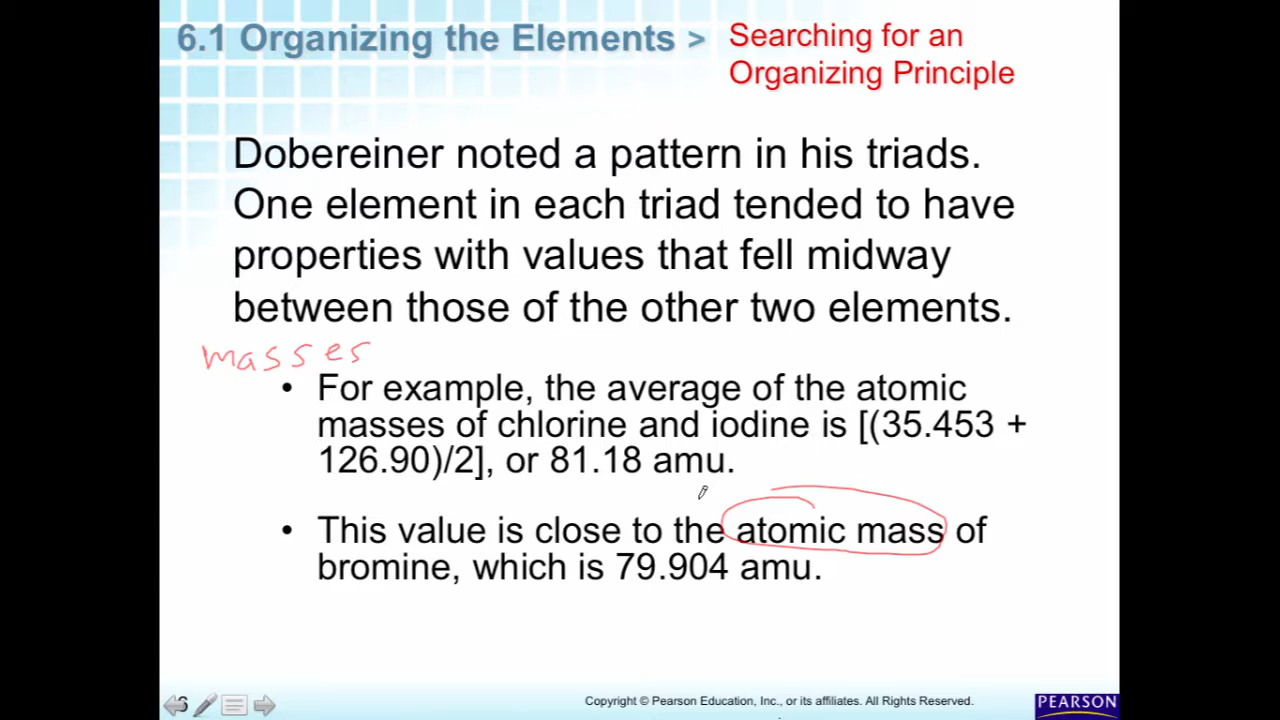 6.1 Organizing the Elements >
Searching for an
Organizing Principle
Dobereiner noted a pattern in his triads.
One element in each triad tended to have
properties with values that fell midway
between those of the other two elements.
masses
• For example, the average of the atomic
masses of chlorine and iodine is [(35.453 +
126.90)/2], or 81.18 amu.
• This value is close to the atomic mass of
bromine, which is 79.904 amu.
6
Copyright © Pearson Education, Inc., or its affiliates. All Rights Reserved.
PEARSON